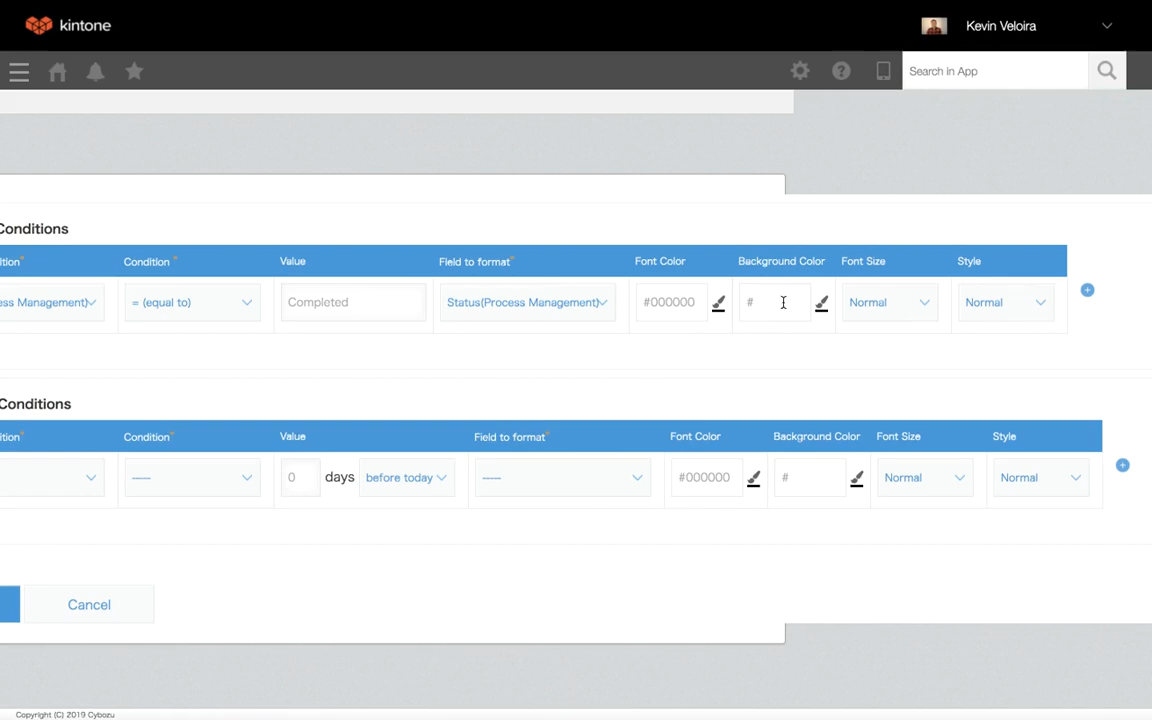 kintone
Kevin Veloira
Search in App
Conditions
ition* Condition * Value Field to format* Font Color Background Color Font Size Style
ess Management) = (equal to) Completed Status(Process Management) #000000 # Normal Normal
Conditions
ition* Condition* Value Field to format* Font Color Background Color Font Size Style
----- 0 days before today ----- #000000 # Normal Normal
Cancel
Copyright (C) 2019 Cybozu